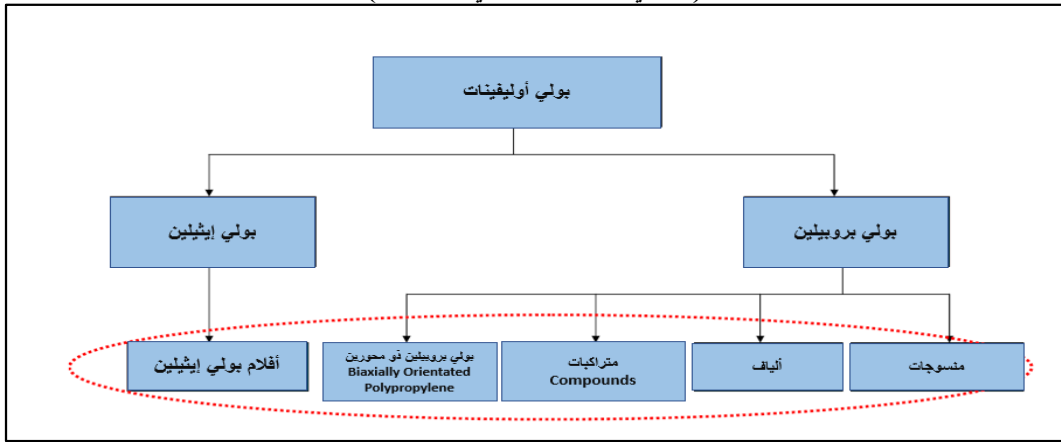 بولي أوليفينات
بولي بروبيلين
بولي إيثيلين
منسوجات
ألياف
متراكبات
Compounds
بولي بروبيلين ذو محورين
Biaxially Orientated
Polypropylene
أفلام بولي إيثيلين